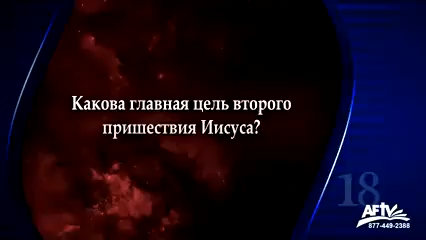 Какова главная цель второго
пришествия Иисуса?
18
AFTV
877-449-2388